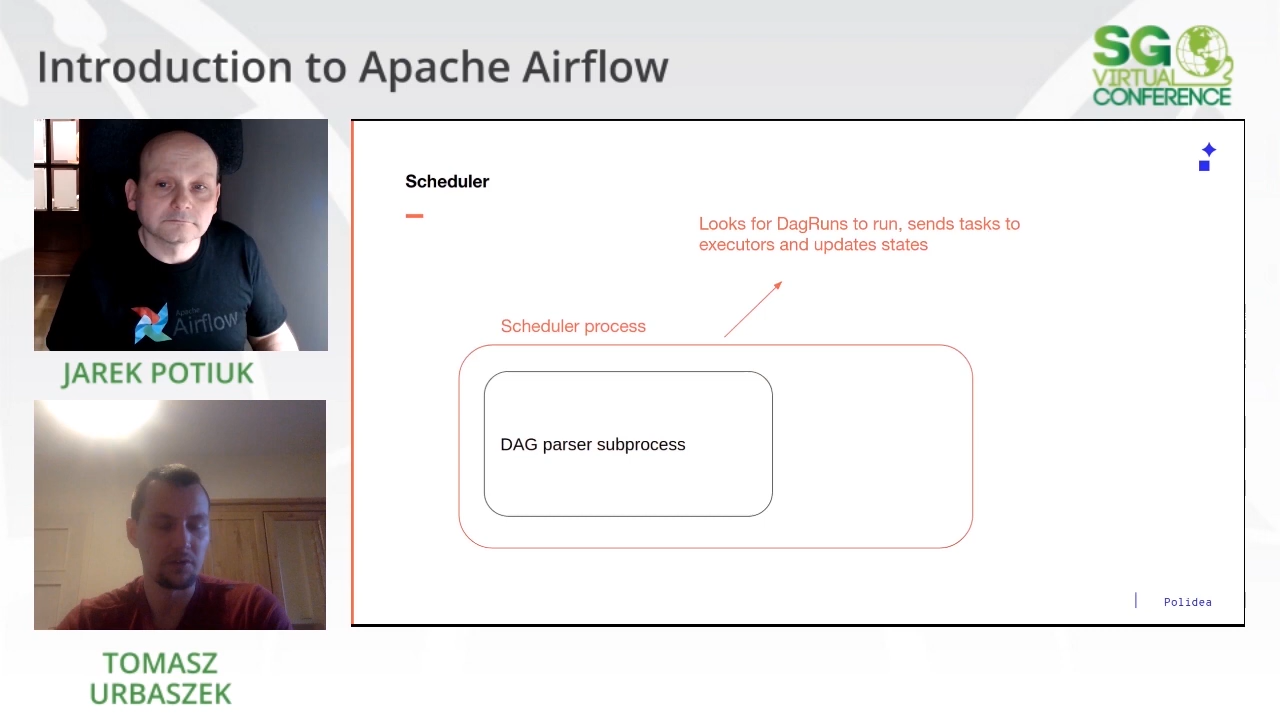 Introduction to Apache Airflow
SG
VIRTUAL
CONFERENCE
Apache
Airflow
JAREK POTIUK
TOMASZ
URBASZEK
Scheduler
Looks for DagRuns to run, sends tasks to
executors and updates states
Scheduler process
DAG parser subprocess
Polidea